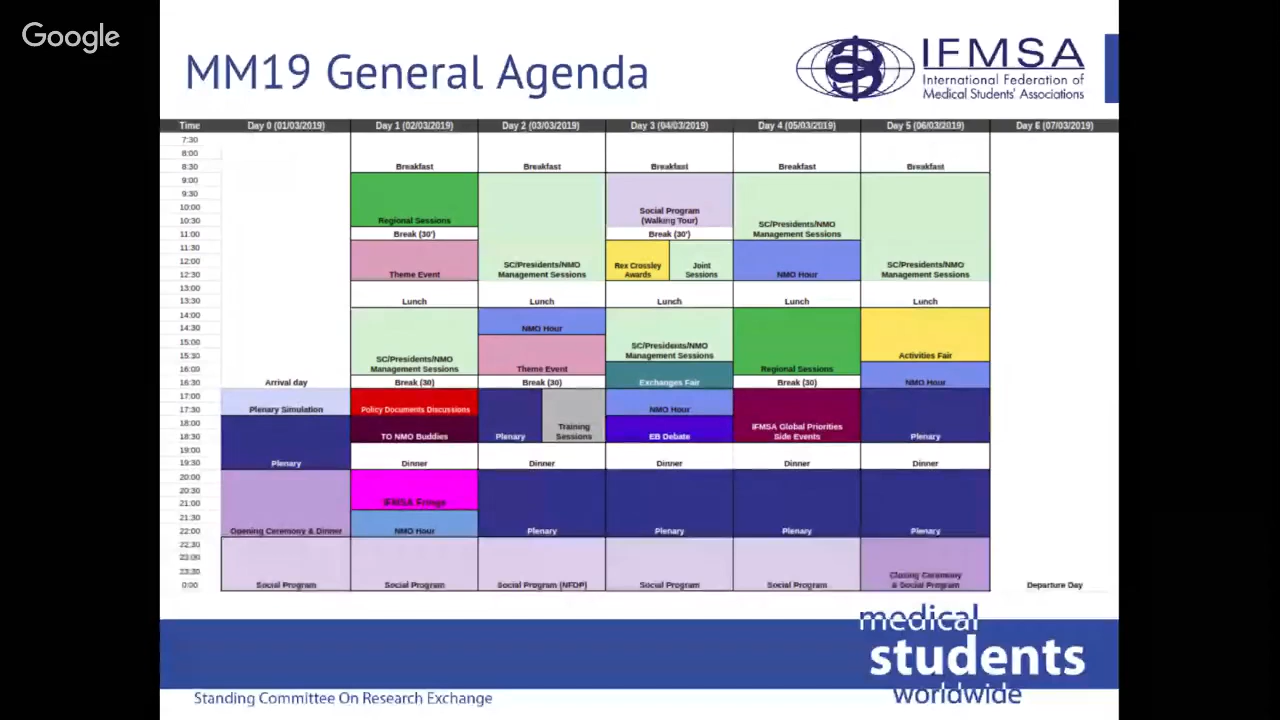 Google
MM19 General Agenda
IFMSA
International Federation of
Medical Students' Associations
Time Day 0 (01/03/2019) Day 1 (02/03/2019) Day 2 (03/03/2019) Day 3 (04/03/2019) Day 4 (05/03/2019) Day 5 (06/03/2019) Day 6 (07/03/2019)
7:30
8:00
8:30 Breakfast Breakfast Breakfast Breakfast Breakfast
9:00
9:30
10:00 Social Program
10:30 Regional Sessions (Walking Tour) SC/Presidents/NMO
11:00 Break (30') Break (30') Management Sessions
11:30
12:00 SC/Presidents/NMO Rex Crossley Joint SC/Presidents/NMO
12:30 Theme Event Management Sessions Awards Sessions NMO Hour Management Sessions
13:00
13:30 Lunch Lunch Lunch Lunch Lunch
14:00
14:30 NMO Hour
15:00 SC/Presidents/NMO
15:30 SC/Presidents/NMO Management Sessions Activities Fair
16:00 Management Sessions Theme Event Regional Sessions
16:30 Arrival day Break (30) Break (30) Exchanges Fair Break (30) NMO Hour
17:00
17:30 Plenary Simulation Policy Documents Discussions NMO Hour
18:00 Training IFMSA Global Priorities
18:30 TO NMO Buddies Plenary Sessions EB Debate Side Events Plenary
19:00
19:30 Plenary Dinner Dinner Dinner Dinner Dinner
20:00
20:30
21:00 IFMSA Fringe
21:30
22:00 Opening Ceremony & Dinner NMO Hour Plenary Plenary Plenary Plenary
22:30
23:00
23:30 Closing Ceremony
0:00 Social Program Social Program Social Program (NFDP) Social Program Social Program & Social Program Departure Day
medical
students
worldwide
Standing Committee On Research Exchange